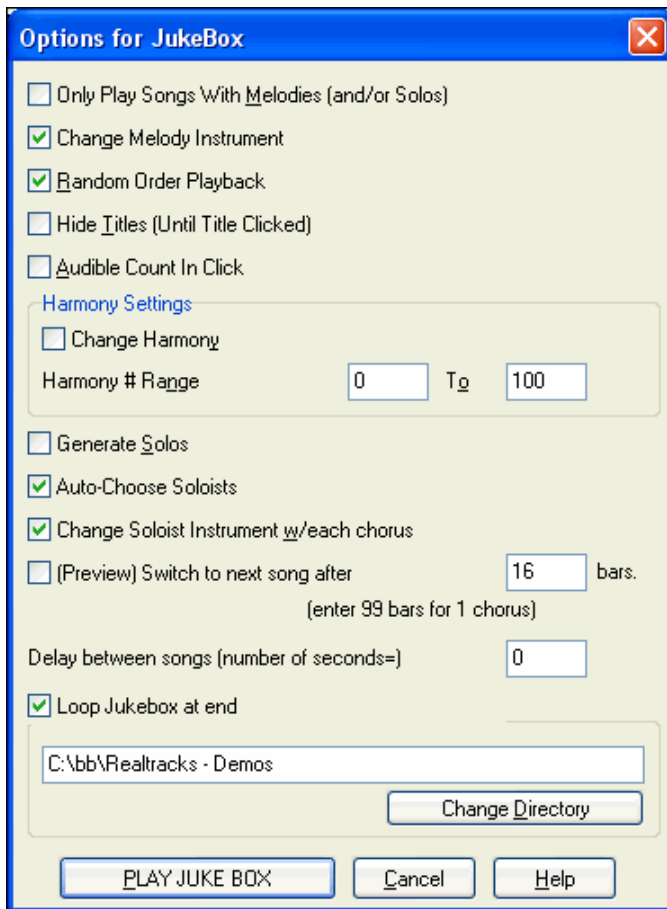 Options for JukeBox
Only Play Songs With Melodies (and/or Solos)
Change Melody Instrument
Random Order Playback
Hide Titles (Until Title Clicked)
Audible Count In Click
Harmony Settings
Change Harmony
Harmony # Range 0 To 100
Generate Solos
Auto-Choose Soloists
Change Soloist Instrument w/each chorus
(Preview) Switch to next song after 16 bars.
(enter 99 bars for 1 chorus)
Delay between songs (number of seconds=) 0
Loop Jukebox at end
C:\bb\Realtracks - Demos
Change Directory
PLAY JUKE BOX Cancel Help